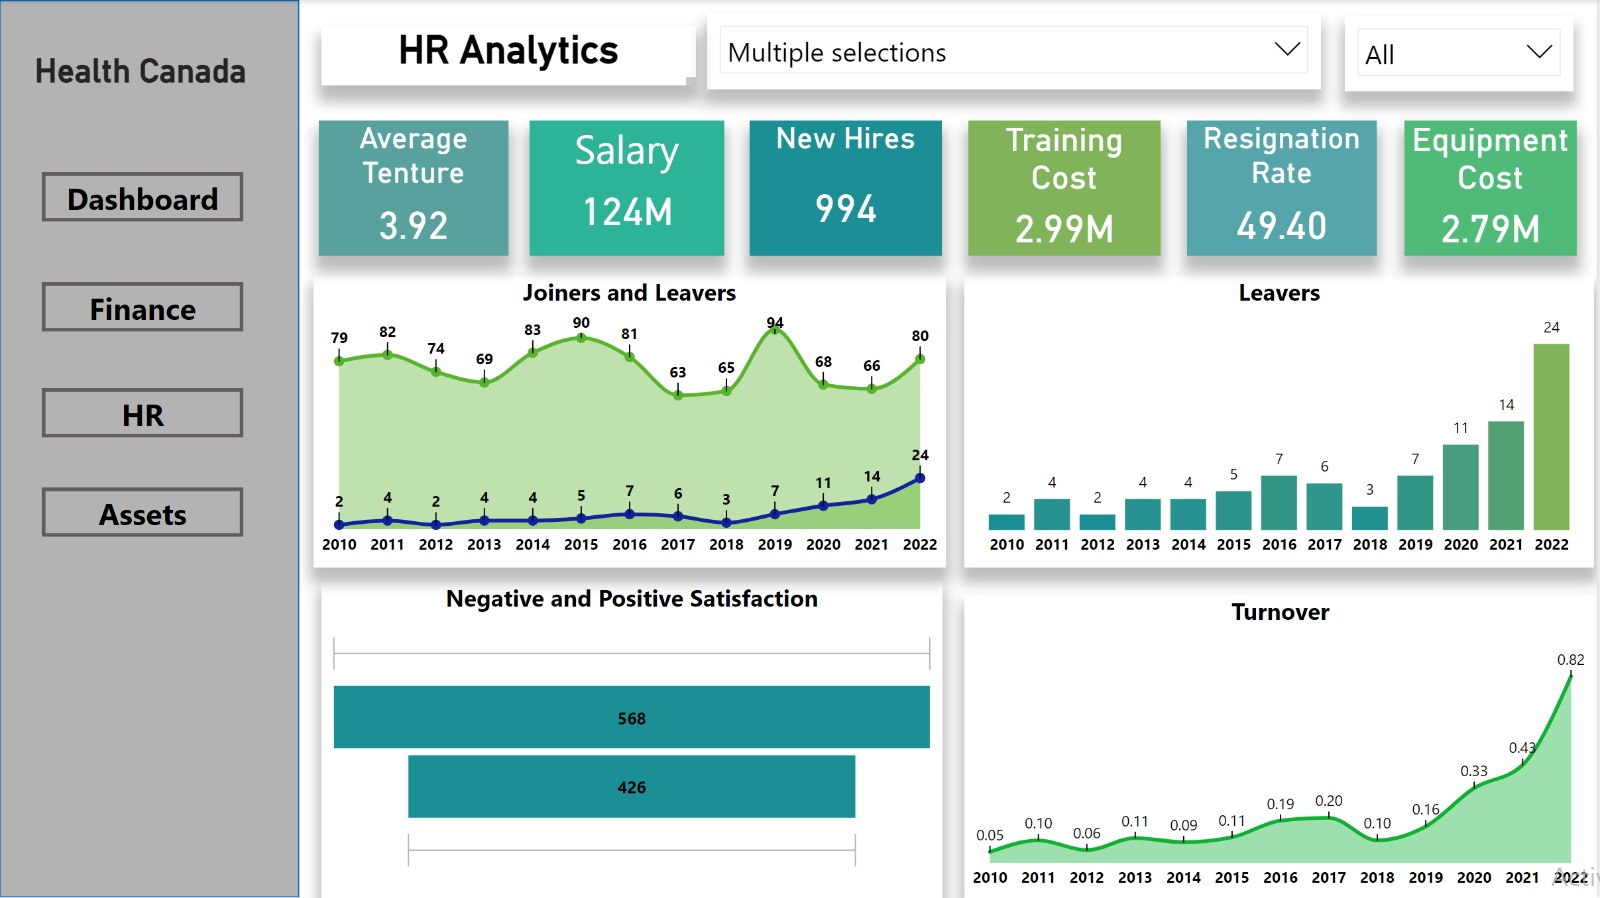 Health Canada
Dashboard
Finance
HR
Assets
HR Analytics
Multiple selections
All
Average
Tenture
3.92
Salary
124M
New Hires
994
Training
Cost
2.99M
Resignation
Rate
49.40
Equipment
Cost
2.79M
Joiners and Leavers
79 82 74 69 83 90 81 63 65 94 68 66 80
2 4 2 4 4 5 7 6 3 7 11 14 24
2010 2011 2012 2013 2014 2015 2016 2017 2018 2019 2020 2021 2022
Leavers
2 4 2 4 4 5 7 6 3 7 11 14 24
2010 2011 2012 2013 2014 2015 2016 2017 2018 2019 2020 2021 2022
Negative and Positive Satisfaction
568
426
Turnover
0.05 0.10 0.06 0.11 0.09 0.11 0.19 0.20 0.10 0.16 0.33 0.43 0.82
2010 2011 2012 2013 2014 2015 2016 2017 2018 2019 2020 2021 2022